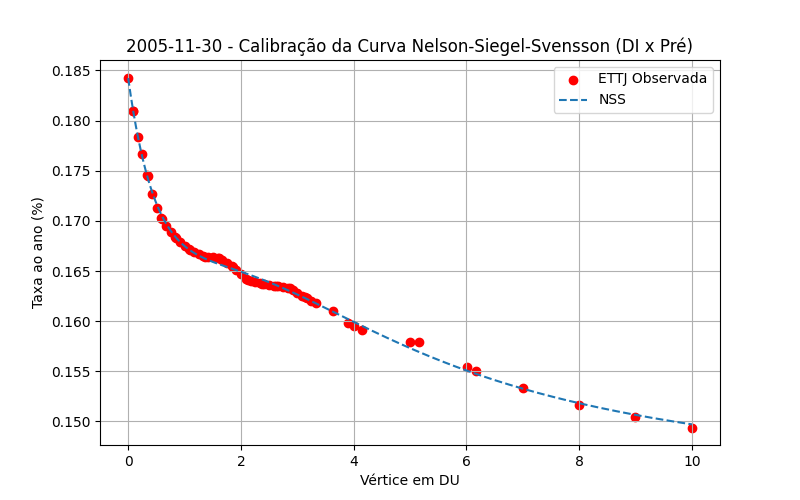 2005-11-30 - Calibração da Curva Nelson-Siegel-Svensson (DI x Pré)
ETTJ Observada
NSS
0.185
0.180
0.175
0.170
0.165
0.160
0.155
0.150
Taxa ao ano (%)
0
2
4
6
8
10
Vértice em DU